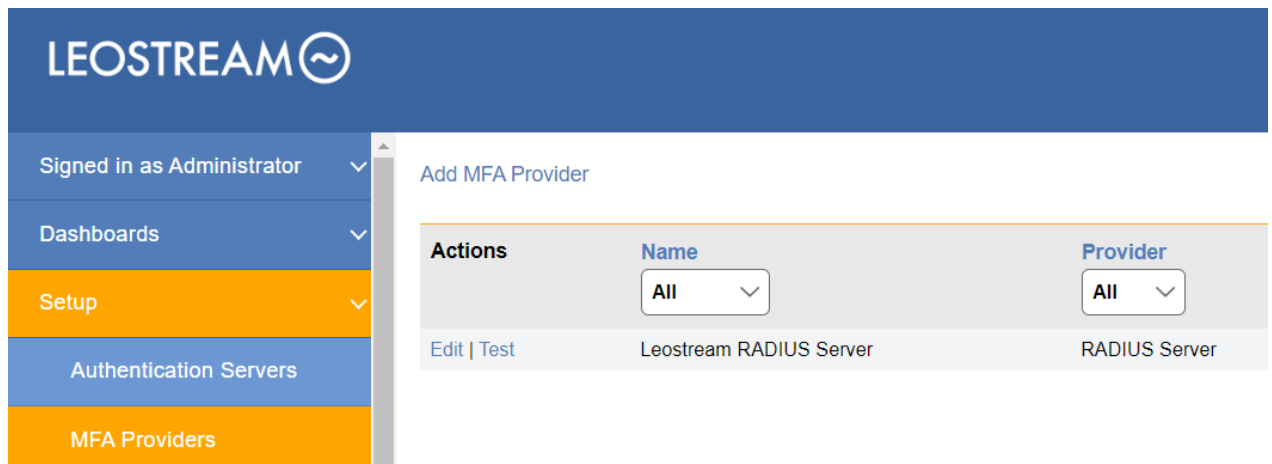 LEOSTREAM
Signed in as Administrator
Dashboards
Setup
Authentication Servers
MFA Providers
Add MFA Provider
Actions Name Provider
All All
Edit | Test Leostream RADIUS Server RADIUS Server